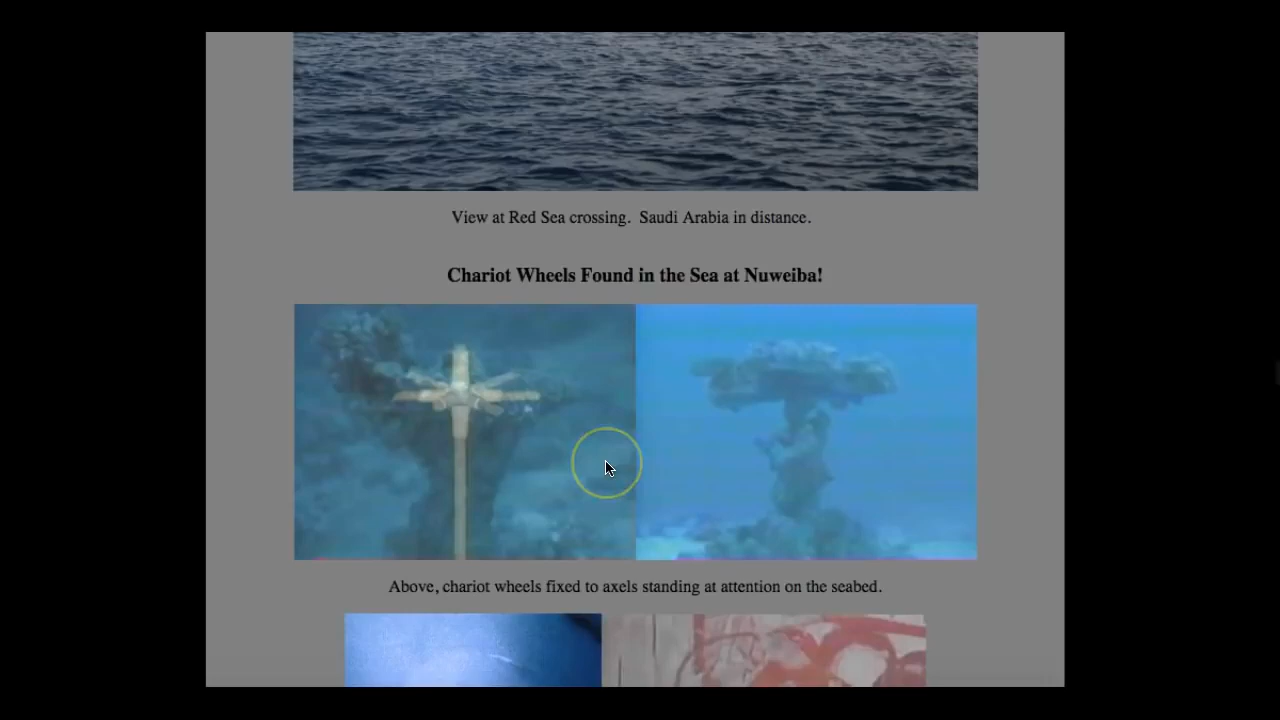 View at Red Sea crossing.  Saudi Arabia in distance.
Chariot Wheels Found in the Sea at Nuweiba!
Above, chariot wheels fixed to axels standing at attention on the seabed.